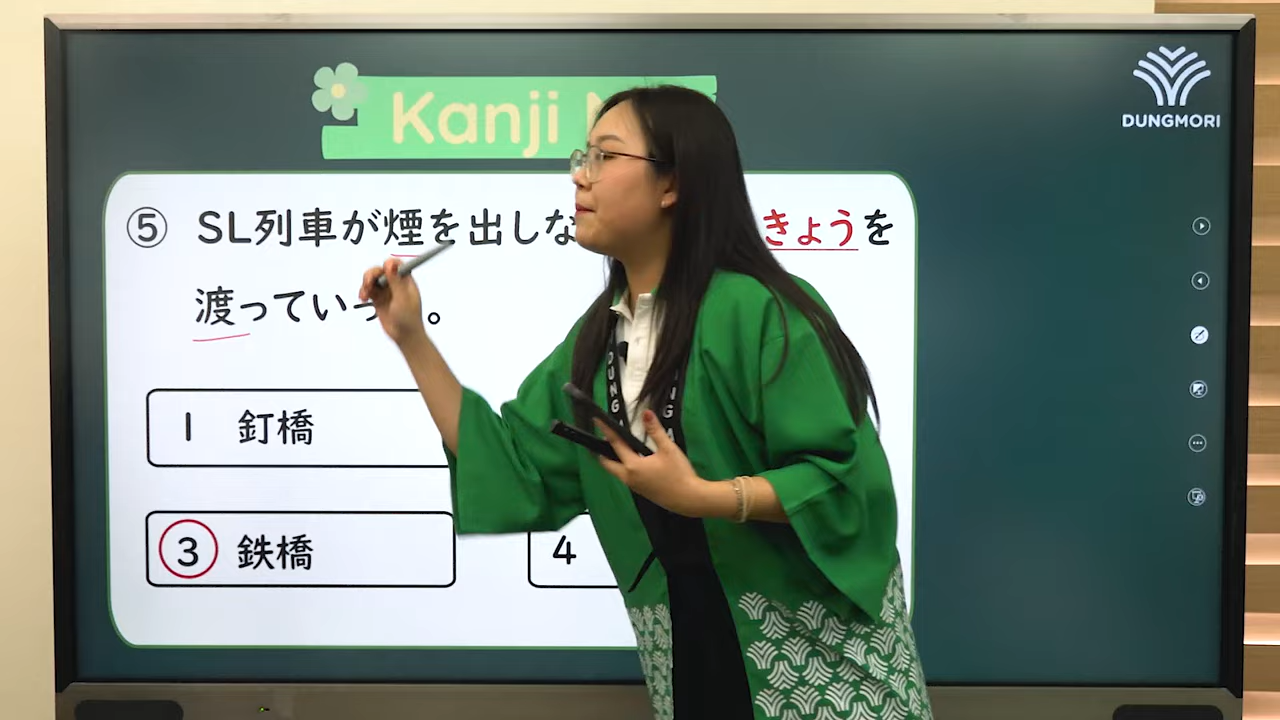 DUNGMORI
Kanji
⑤ SL列車が煙を出しな きょうを
渡ってい 。
1 釘橋
③ 鉄橋
4
DUNG